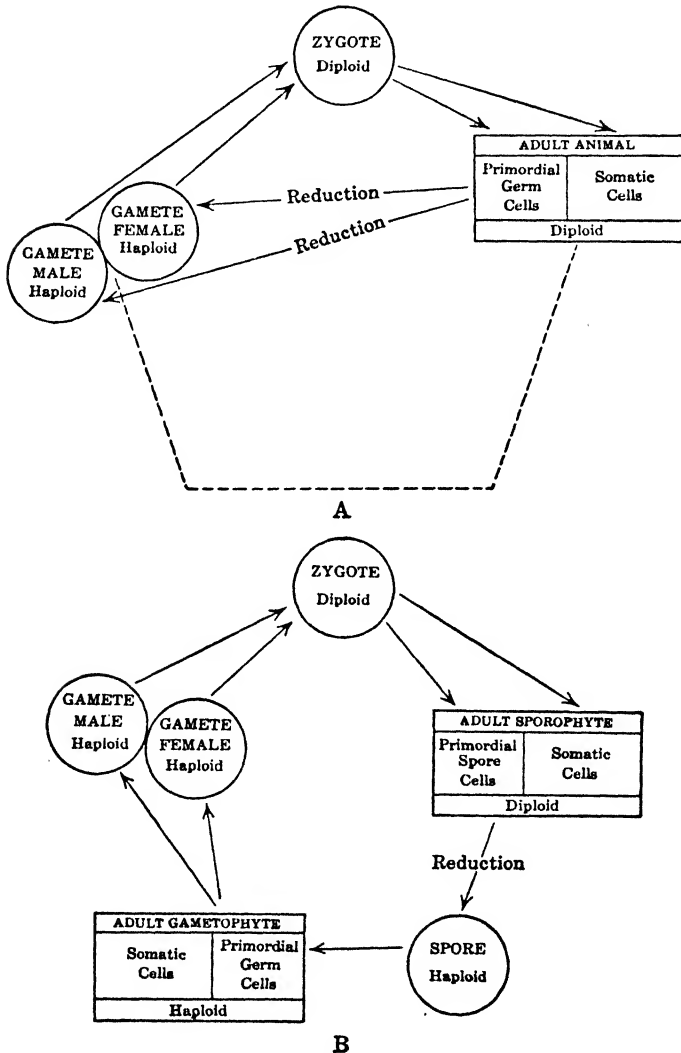 ZYGOTE
Diploid
ADULT ANIMAL
Primordial
Germ
Cells
Somatic
Cells
Diploid
Reduction
Reduction
GAMETE
FEMALE
Haploid
GAMETE
MALE
Haploid
A
ZYGOTE
Diploid
GAMETE
MALE
Haploid
GAMETE
FEMALE
Haploid
ADULT SPOROPHYTE
Primordial
Spore
Cells
Somatic
Cells
Diploid
Reduction
ADULT GAMETOPHYTE
Somatic
Cells
Primordial
Germ
Cells
Haploid
SPORE
Haploid
B